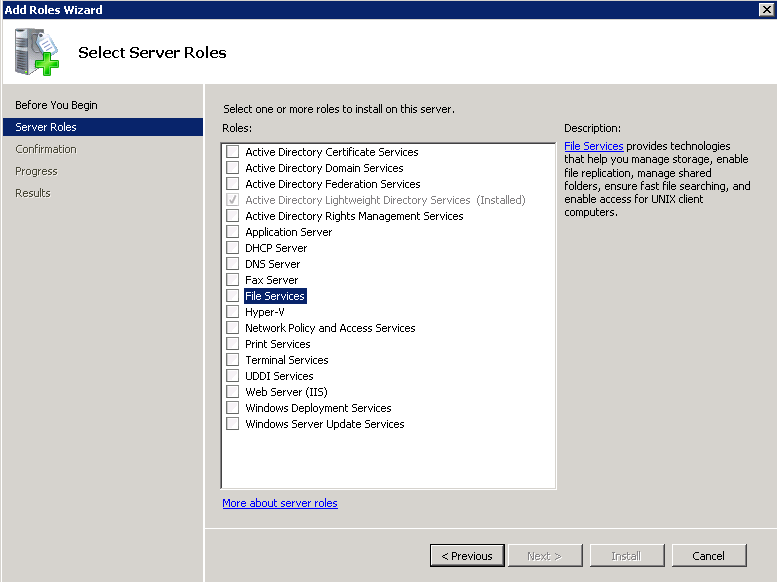 Add Roles Wizard
Select Server Roles
Before You Begin
Server Roles
Confirmation
Progress
Results
Select one or more roles to install on this server.
Roles:
Active Directory Certificate Services
Active Directory Domain Services
Active Directory Federation Services
Active Directory Lightweight Directory Services (Installed)
Active Directory Rights Management Services
Application Server
DHCP Server
DNS Server
Fax Server
File Services
Hyper-V
Network Policy and Access Services
Print Services
Terminal Services
UDDI Services
Web Server (IIS)
Windows Deployment Services
Windows Server Update Services
More about server roles
Description:
File Services provides technologies
that help you manage storage, enable
file replication, manage shared
folders, ensure fast file searching, and
enable access for UNIX client
computers.
< Previous
Next >
Install
Cancel